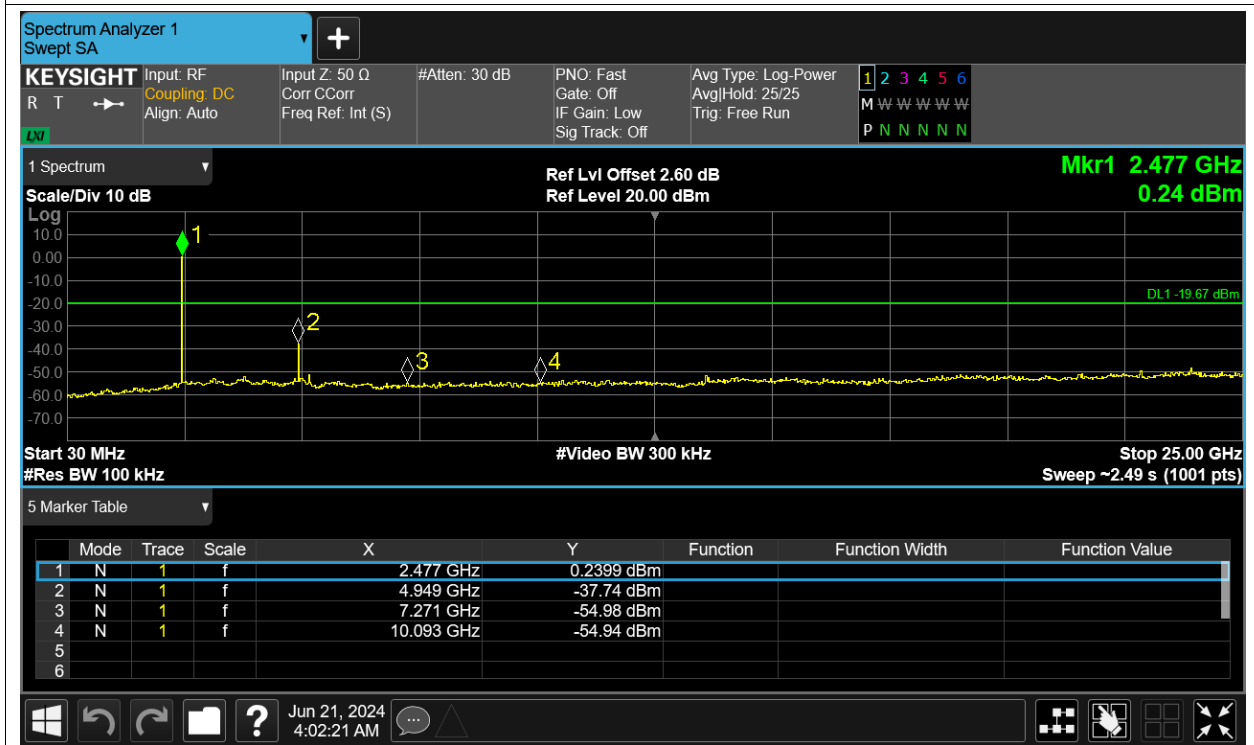 Spectrum Analyzer 1
Swept SA
+
KEYSIGHT
R T
LXI
Input: RF
Coupling: DC
Align: Auto
Input Z: 50 Ω
Corr CCorr
Freq Ref: Int (S)
#Atten: 30 dB
PNO: Fast
Gate: Off
IF Gain: Low
Sig Track: Off
Avg Type: Log-Power
Avg|Hold: 25/25
Trig: Free Run
1 2 3 4 5 6
M W W W W W W
P N N N N N
1 Spectrum
Scale/Div 10 dB
Ref Lvl Offset 2.60 dB
Ref Level 20.00 dBm
Mkr1 2.477 GHz
0.24 dBm
Log
10.0
0.00
-10.0
-20.0
-30.0
-40.0
-50.0
-60.0
-70.0
1
2
3
4
DL1 -19.67 dBm
Start 30 MHz
#Res BW 100 kHz
#Video BW 300 kHz
Stop 25.00 GHz
Sweep ~2.49 s (1001 pts)
5 Marker Table
Mode Trace Scale X Y Function Function Width Function Value
1 N 1 f 2.477 GHz 0.2399 dBm
2 N 1 f 4.949 GHz -37.74 dBm
3 N 1 f 7.271 GHz -54.98 dBm
4 N 1 f 10.093 GHz -54.94 dBm
5
6
?
Jun 21, 2024
4:02:21 AM